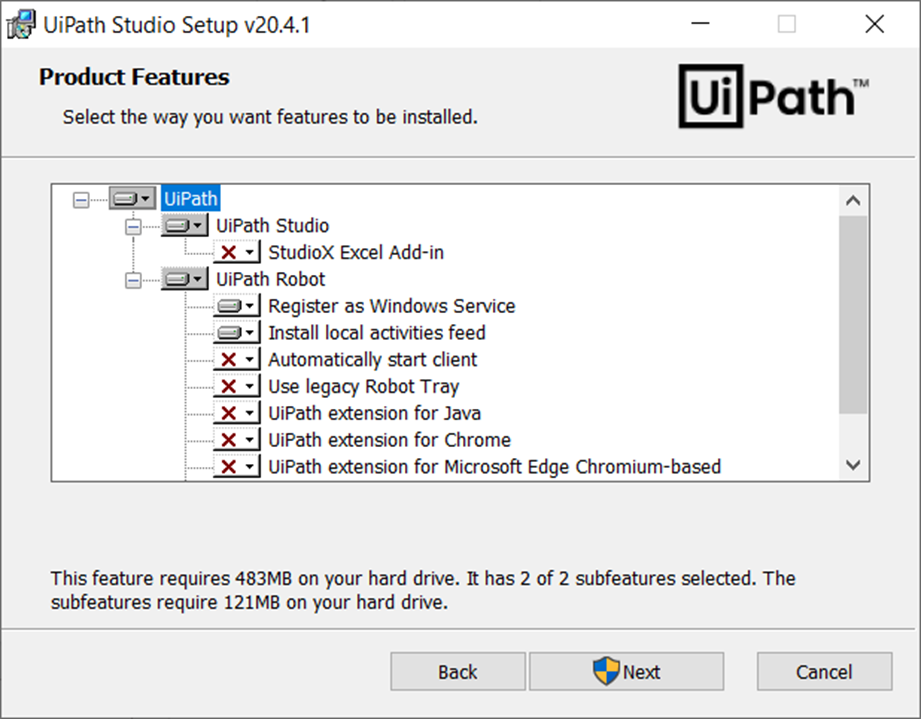 UiPath Studio Setup v20.4.1
Product Features
Select the way you want features to be installed.
UiPath™
UiPath
UiPath Studio
StudioX Excel Add-in
UiPath Robot
Register as Windows Service
Install local activities feed
Automatically start client
Use legacy Robot Tray
UiPath extension for Java
UiPath extension for Chrome
UiPath extension for Microsoft Edge Chromium-based
This feature requires 483MB on your hard drive. It has 2 of 2 subfeatures selected. The
subfeatures require 121MB on your hard drive.
Back
Next
Cancel